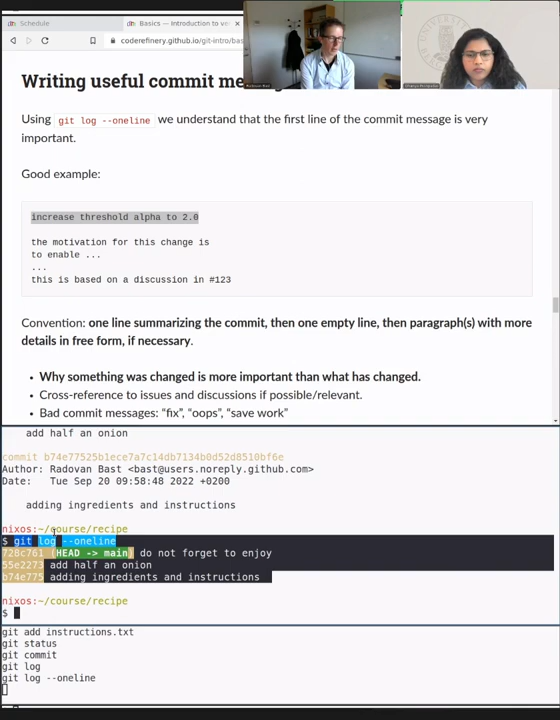 Schedule
Basics — Introduction to ve
coderefinery.github.io/git-intro/bas
Writing useful commit me
Using git log --oneline we understand that the first line of the commit message is very
important.
Good example:
increase threshold alpha to 2.0
the motivation for this change is
to enable ...
...
this is based on a discussion in #123
Convention: one line summarizing the commit, then one empty line, then paragraph(s) with more
details in free form, if necessary.
• Why something was changed is more important than what has changed.
• Cross-reference to issues and discussions if possible/relevant.
• Bad commit messages: “fix”, “oops”, “save work”
add half an onion
commit b74e77525b1ece7a7c14db7134b0d52d8510bf6e
Author: Radovan Bast <bast@users.noreply.github.com>
Date: Tue Sep 20 09:58:48 2022 +0200
adding ingredients and instructions
nixos:~/course/recipe
$ git log --oneline
728c761 (HEAD -> main) do not forget to enjoy
55e2273 add half an onion
b74e775 adding ingredients and instructions
nixos:~/course/recipe
$
git add instructions.txt
git status
git commit
git log
git log --oneline